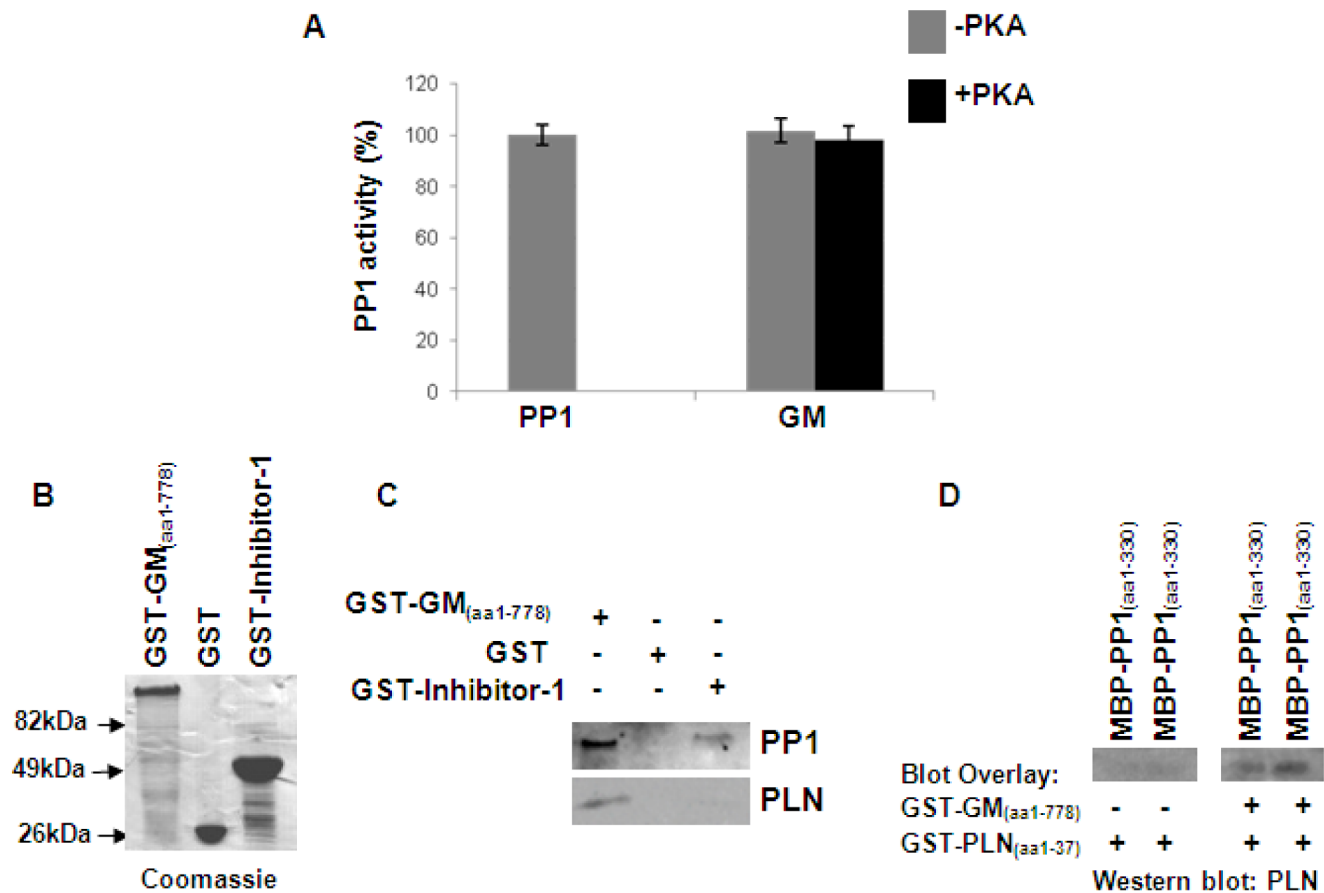 A
-PKA
+PKA
PP1 activity (%)
120
100
80
60
40
20
0
PP1
GM
B
GST-GM(aa1-778)
GST
GST-Inhibitor-1
82kDa
49kDa
26kDa
Coomassie
C
GST-GM(aa1-778) + - -
GST - + -
GST-Inhibitor-1 - - +
PP1
PLN
D
MBP-PP1(aa1-330)
MBP-PP1(aa1-330)
MBP-PP1(aa1-330)
MBP-PP1(aa1-330)
Blot Overlay:
GST-GM(aa1-778) - - + +
GST-PLN(aa1-37) + + + +
Western blot: PLN